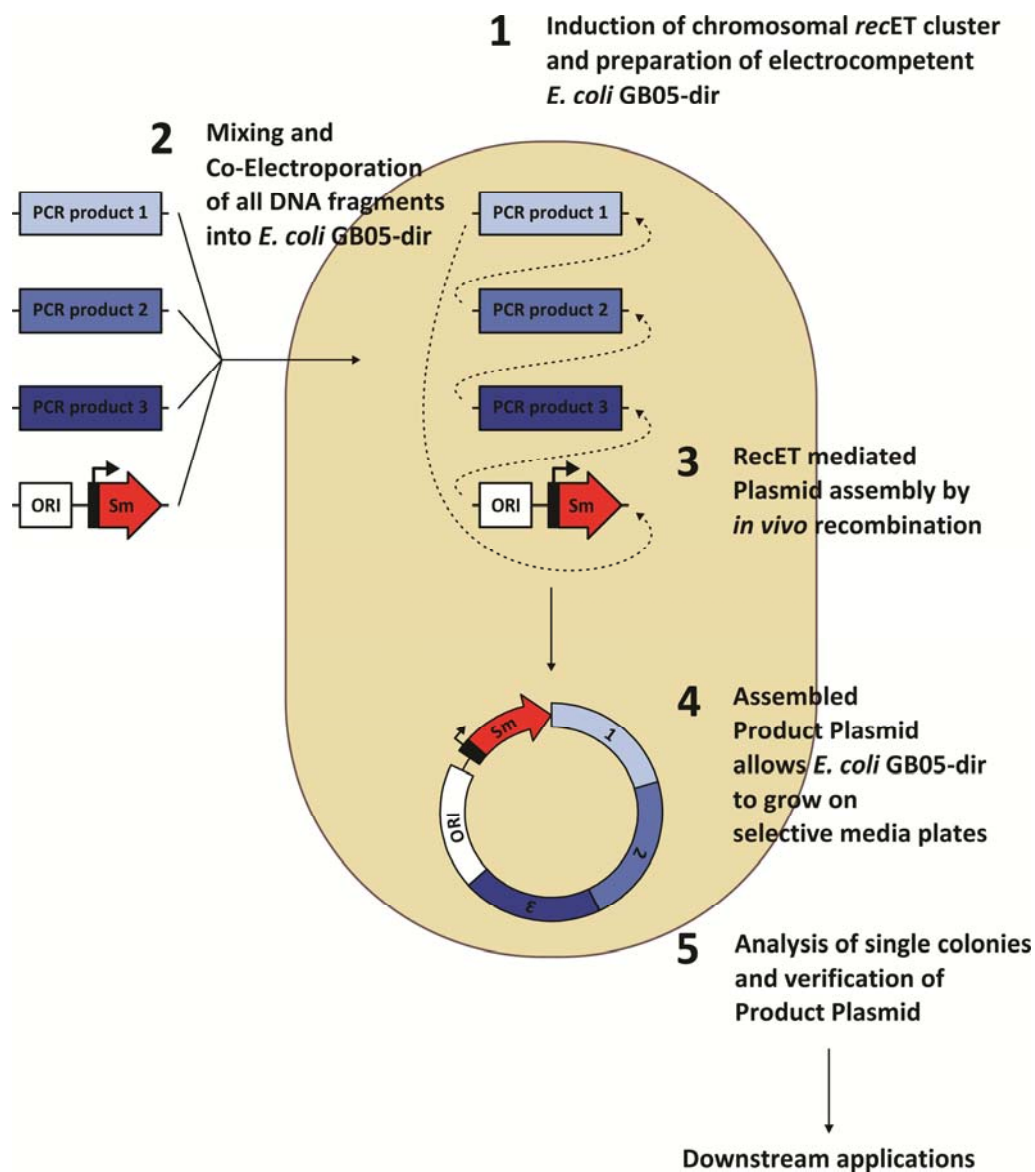 1 Induction of chromosomal recET cluster
and preparation of electrocompetent
E. coli GB05-dir
2 Mixing and
Co-Electroporation
of all DNA fragments
into E. coli GB05-dir
PCR product 1
PCR product 2
PCR product 3
ORI Sm
PCR product 1
PCR product 2
PCR product 3
ORI Sm
3 RecET mediated
Plasmid assembly by
in vivo recombination
4 Assembled
Product Plasmid
allows E. coli GB05-dir
to grow on
selective media plates
Sm
1
2
3
ORI
5 Analysis of single colonies
and verification of
Product Plasmid
Downstream applications